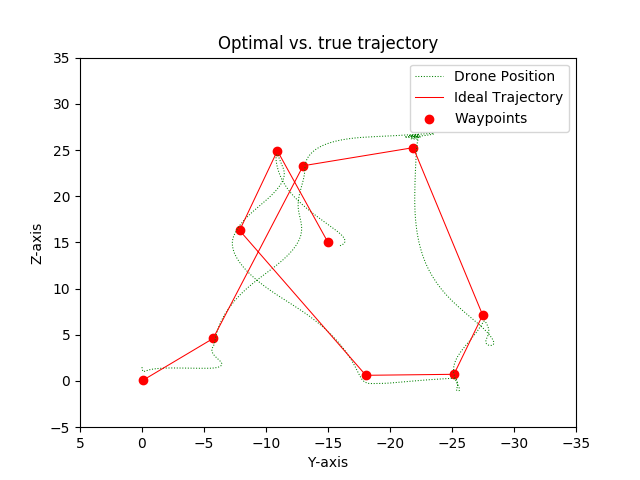 Optimal vs. true trajectory
35
30
25
20
15
10
5
0
−5
Z-axis
Drone Position
Ideal Trajectory
Waypoints
5 0 −5 −10 −15 −20 −25 −30 −35
Y-axis